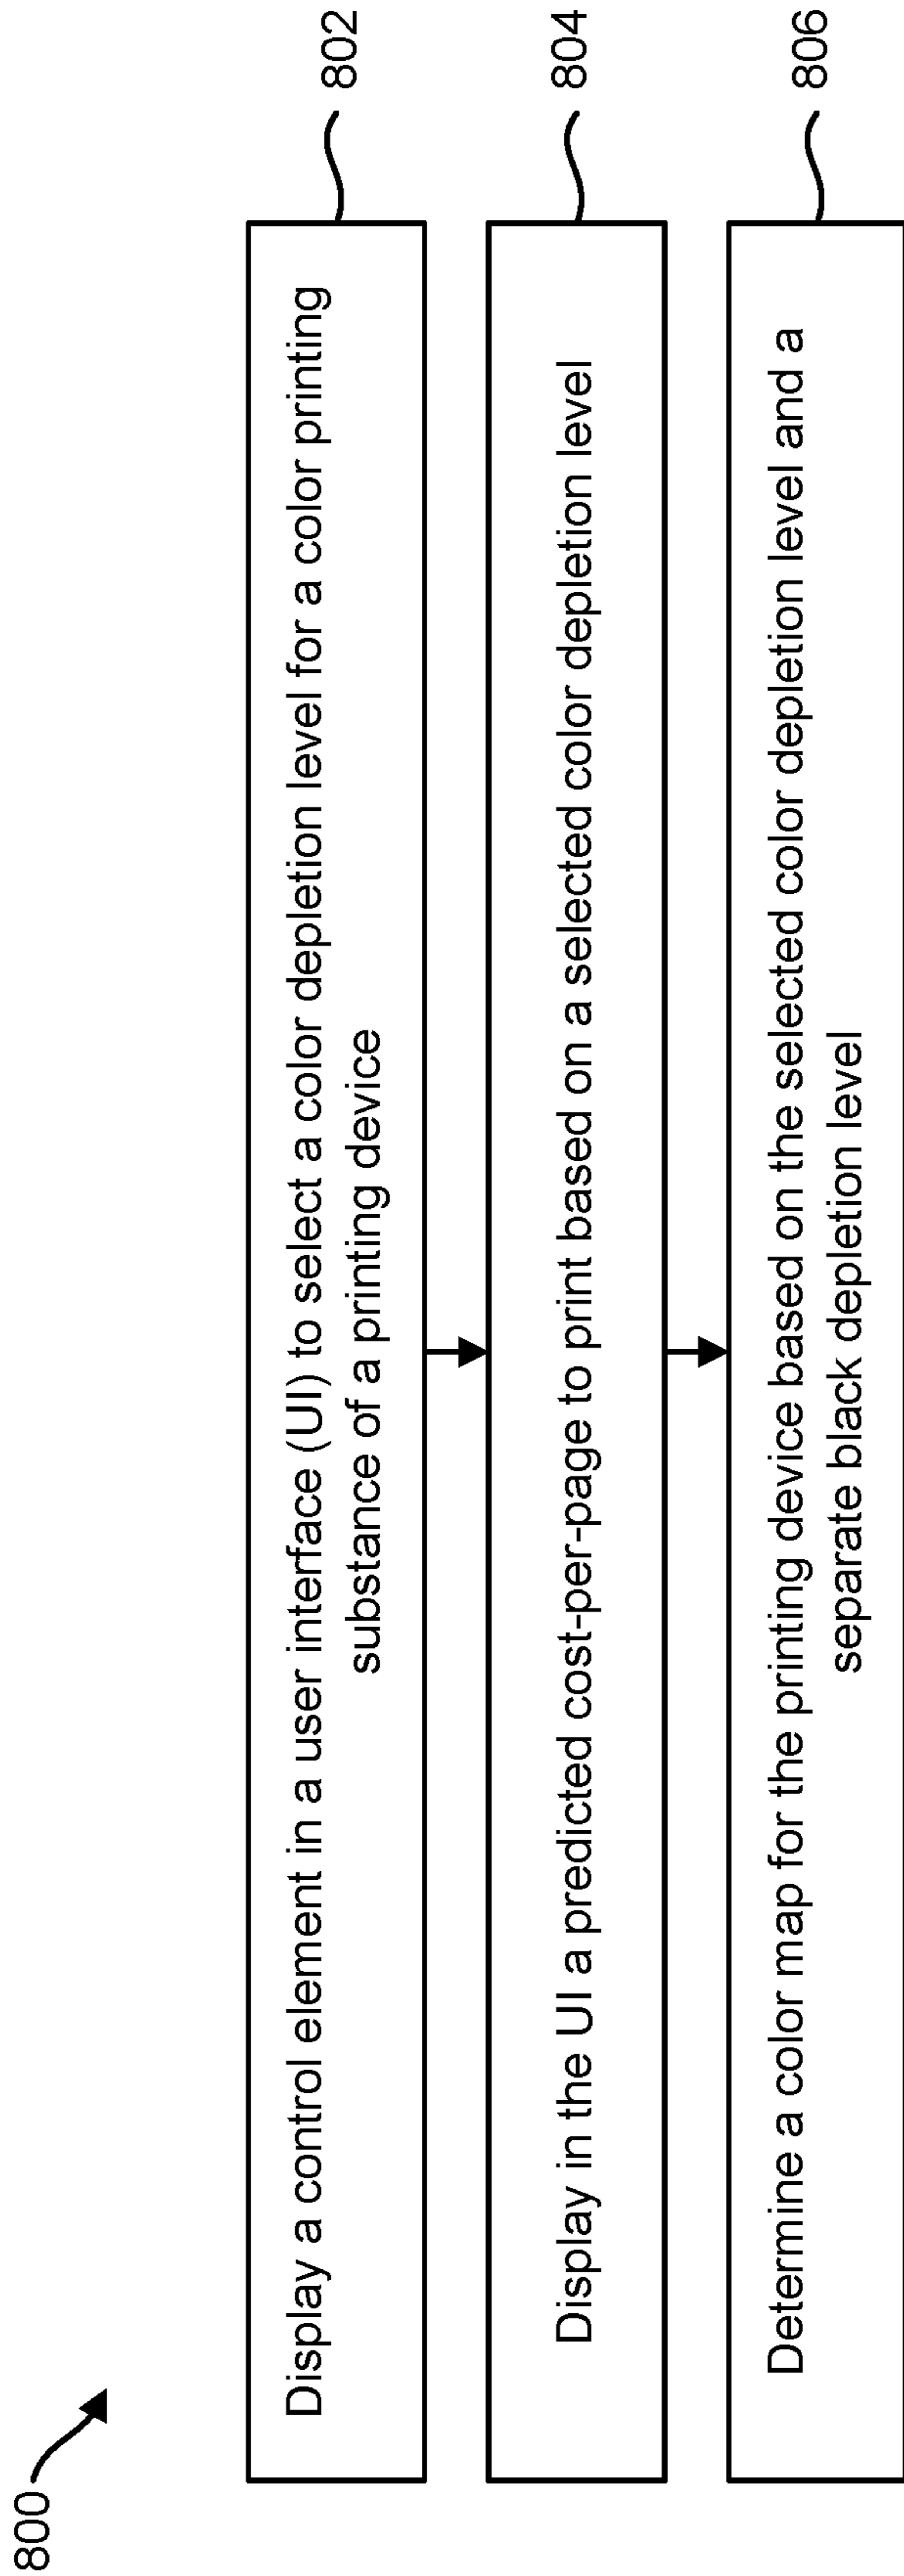 800
Display a control element in a user interface (UI) to select a color depletion level for a color printing
substance of a printing device
802
Display in the UI a predicted cost-per-page to print based on a selected color depletion level
804
Determine a color map for the printing device based on the selected color depletion level and a
separate black depletion level
806